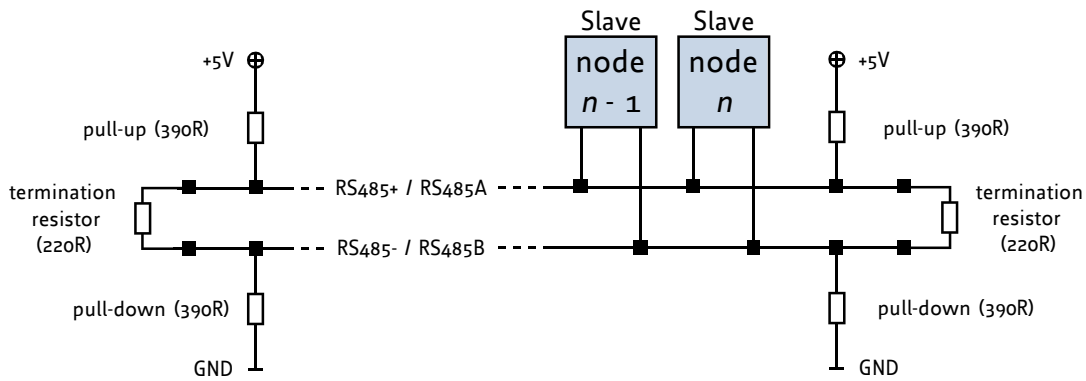 Slave
Slave
node
n - 1
node
n
+5V
+5V
pull-up (390R)
pull-up (390R)
RS485+ / RS485A
termination
resistor
(220R)
termination
resistor
(220R)
RS485- / RS485B
pull-down (390R)
pull-down (390R)
GND
GND